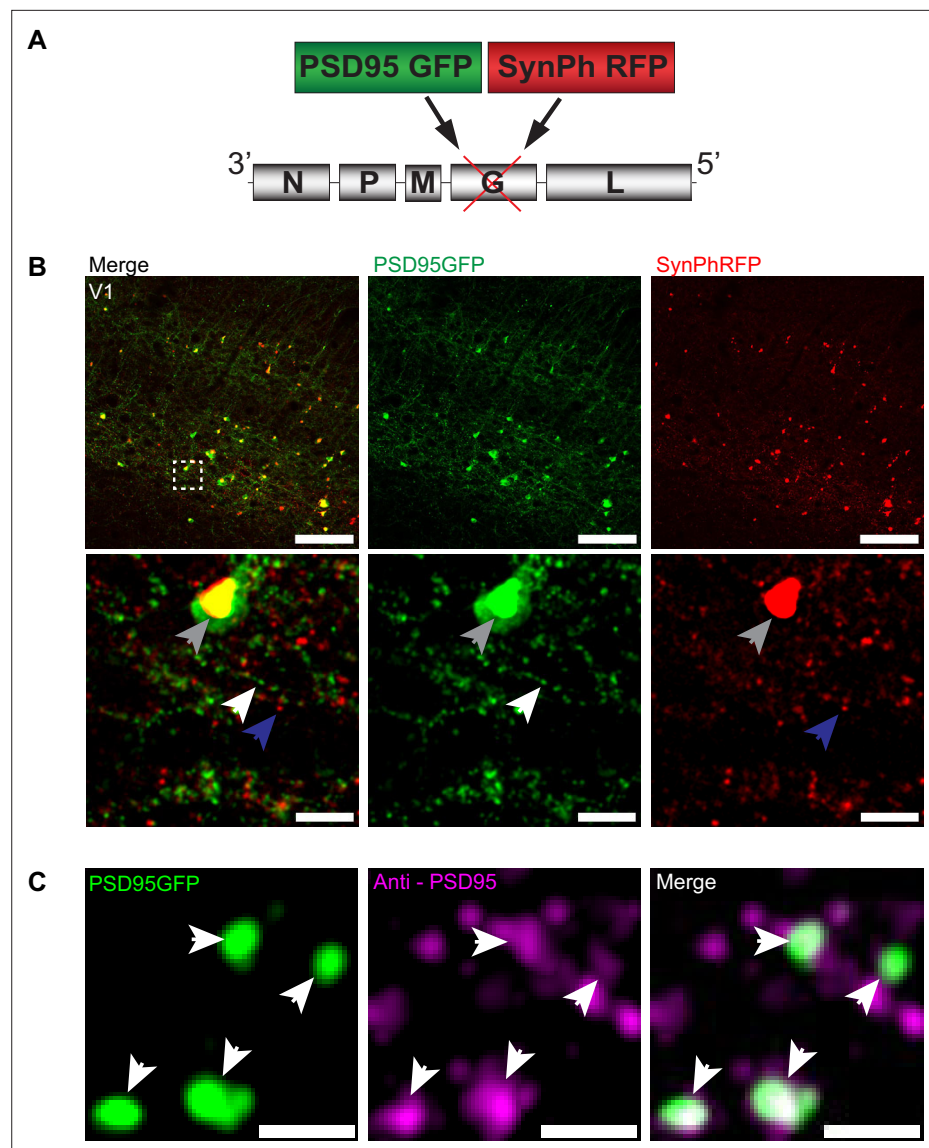 A
PSD95 GFP SynPh RFP
3’ N P M G L 5’
B
Merge PSD95GFP SynPhRFP
V1
C
PSD95GFP Anti - PSD95 Merge